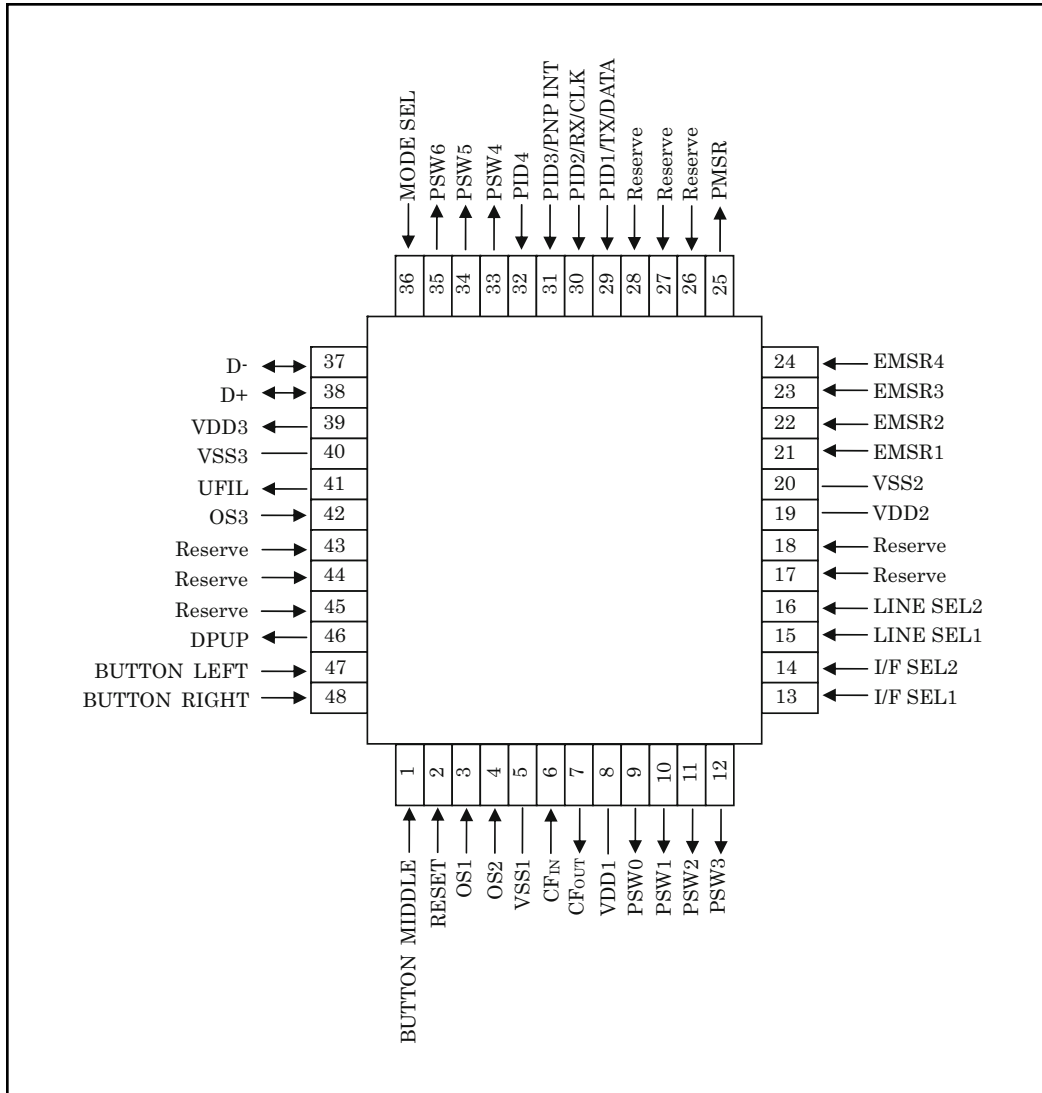 MODE SEL
PSW6
PSW5
PSW4
PID4
PID3/PNP INT
PID2/RX/CLK
PID1/TX/DATA
Reserve
Reserve
Reserve
PMSR
36
35
34
33
32
31
30
29
28
27
26
25
D- 37
D+ 38
VDD3 39
VSS3 40
UFIL 41
OS3 42
Reserve 43
Reserve 44
Reserve 45
DPUP 46
BUTTON LEFT 47
BUTTON RIGHT 48
24 EMSR4
23 EMSR3
22 EMSR2
21 EMSR1
20 VSS2
19 VDD2
18 Reserve
17 Reserve
16 LINE SEL2
15 LINE SEL1
14 I/F SEL2
13 I/F SEL1
1
2
3
4
5
6
7
8
9
10
11
12
BUTTON MIDDLE
RESET
OS1
OS2
VSS1
CFIN
CFOUT
VDD1
PSW0
PSW1
PSW2
PSW3